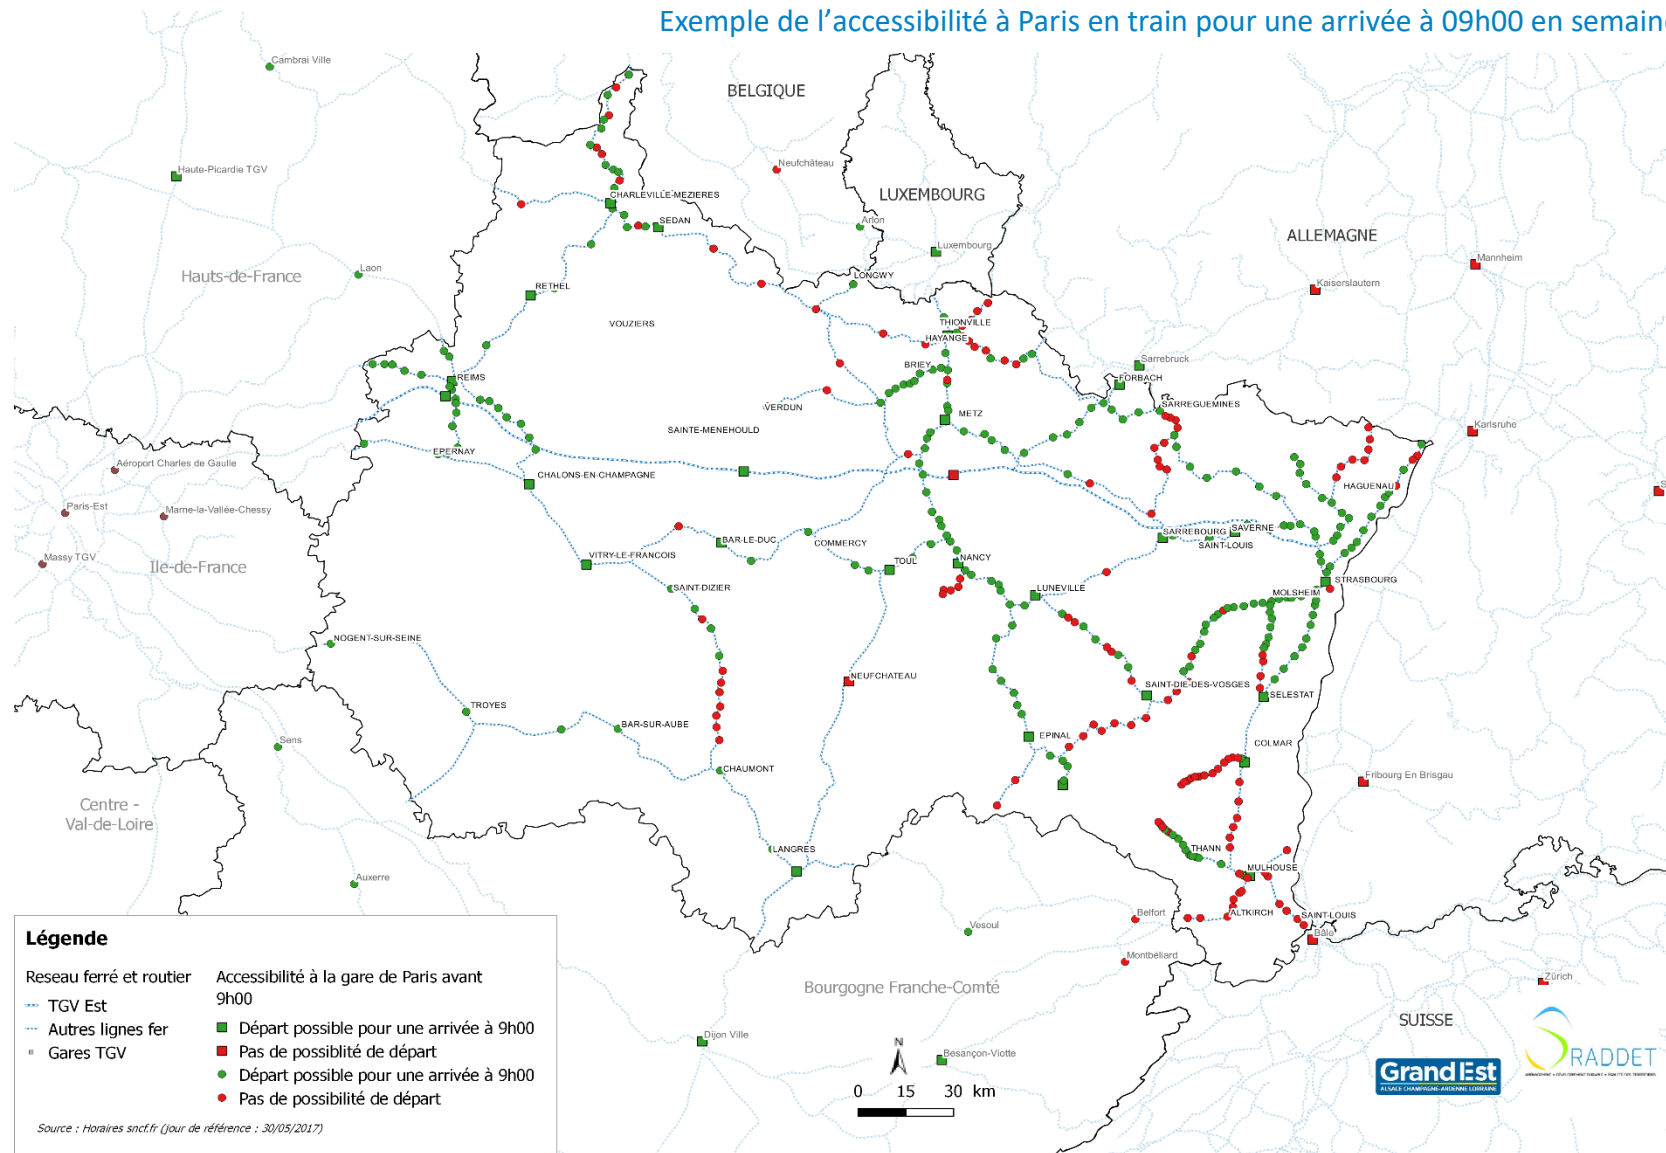 Exemple de l’accessibilité à Paris en train pour une arrivée à 09h00 en semaine
Cambrai Ville
BELGIQUE
Haute-Picardie TGV
Neufchâteau
LUXEMBOURG
CHARLEVILLE-MEZIERES
SEDAN
Arlon
Luxembourg
ALLEMAGNE
Mannheim
Hauts-de-France
Laon
RETHEL
LONGWY
Kaiserslautern
VOUZIERS
THIONVILLE
HAYANGE
BRIEY
Sarrebruck
FORBACH
REIMS
VERDUN
SARREGUEMINES
METZ
SAINTE-MENEHOULD
Karlsruhe
EPERNAY
Aéroport Charles de Gaulle
CHALONS-EN-CHAMPAGNE
HAGUENAU
Paris-Est
Marne-la-Vallée-Chessy
SAVERNE
SARREBOURG
SAINT-LOUIS
BAR-LE-DUC
COMMERCY
Massy TGV
Ile-de-France
VITRY-LE-FRANCOIS
TOUL
NANCY
STRASBOURG
SAINT-DIZIER
LUNEVILLE
MOLSHEIM
NOGENT-SUR-SEINE
NEUFCHATEAU
SAINT-DIE-DES-VOSGES
SELESTAT
TROYES
BAR-SUR-AUBE
EPINAL
Sens
COLMAR
CHAUMONT
Fribourg En Brisgau
Centre -
Val-de-Loire
LANGRES
THANN
MULHOUSE
Auxerre
ALTKIRCH
SAINT-LOUIS
Belfort
Vesoul
Bâle
Montbéliard
Zürich
Bourgogne Franche-Comté
SUISSE
Dijon Ville
Besançon-Viotte
Légende
Reseau ferré et routier
TGV Est
Autres lignes fer
Gares TGV
Accessibilité à la gare de Paris avant
9h00
Départ possible pour une arrivée à 9h00
Pas de possiblité de départ
Départ possible pour une arrivée à 9h00
Pas de possibilité de départ
Source : Horaires sncf.fr (jour de référence : 30/05/2017)
N
0 15 30 km
Grand Est
ALSACE CHAMPAGNE-ARDENNE LORRAINE
SRADDET